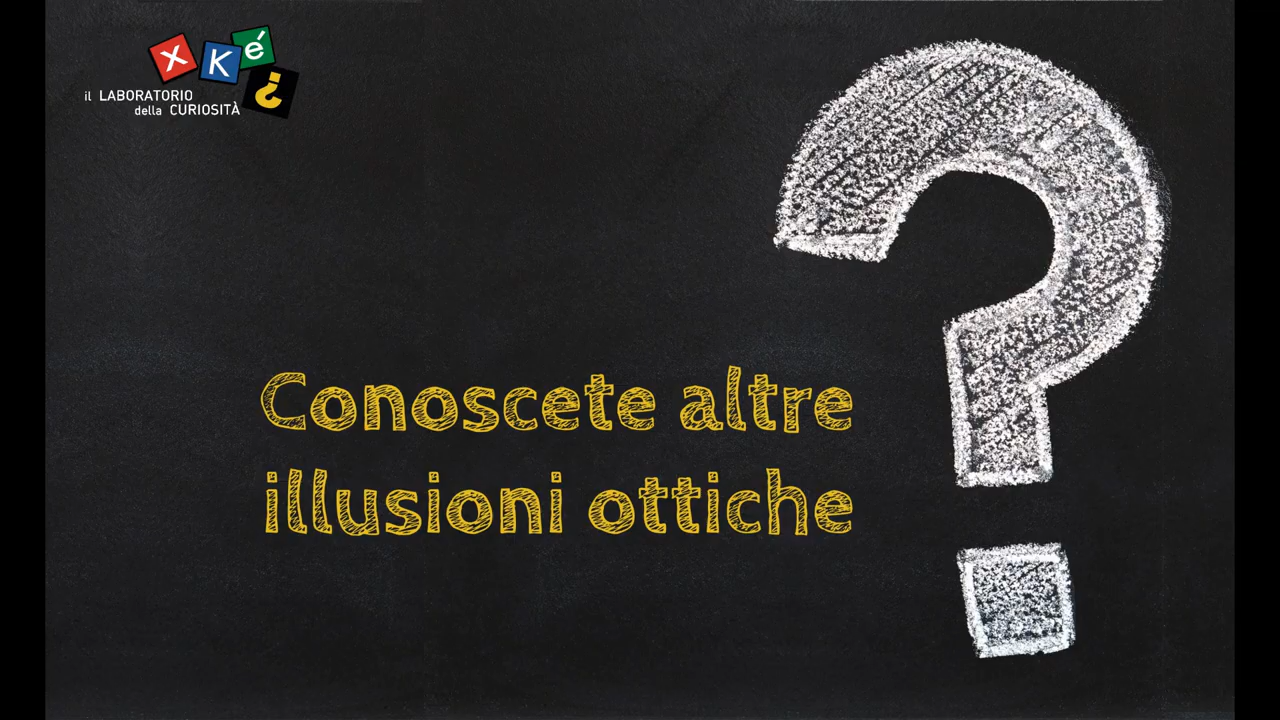 xKé?
il LABORATORIO
della CURIOSITÀ
Conoscete altre
illusioni ottiche
?